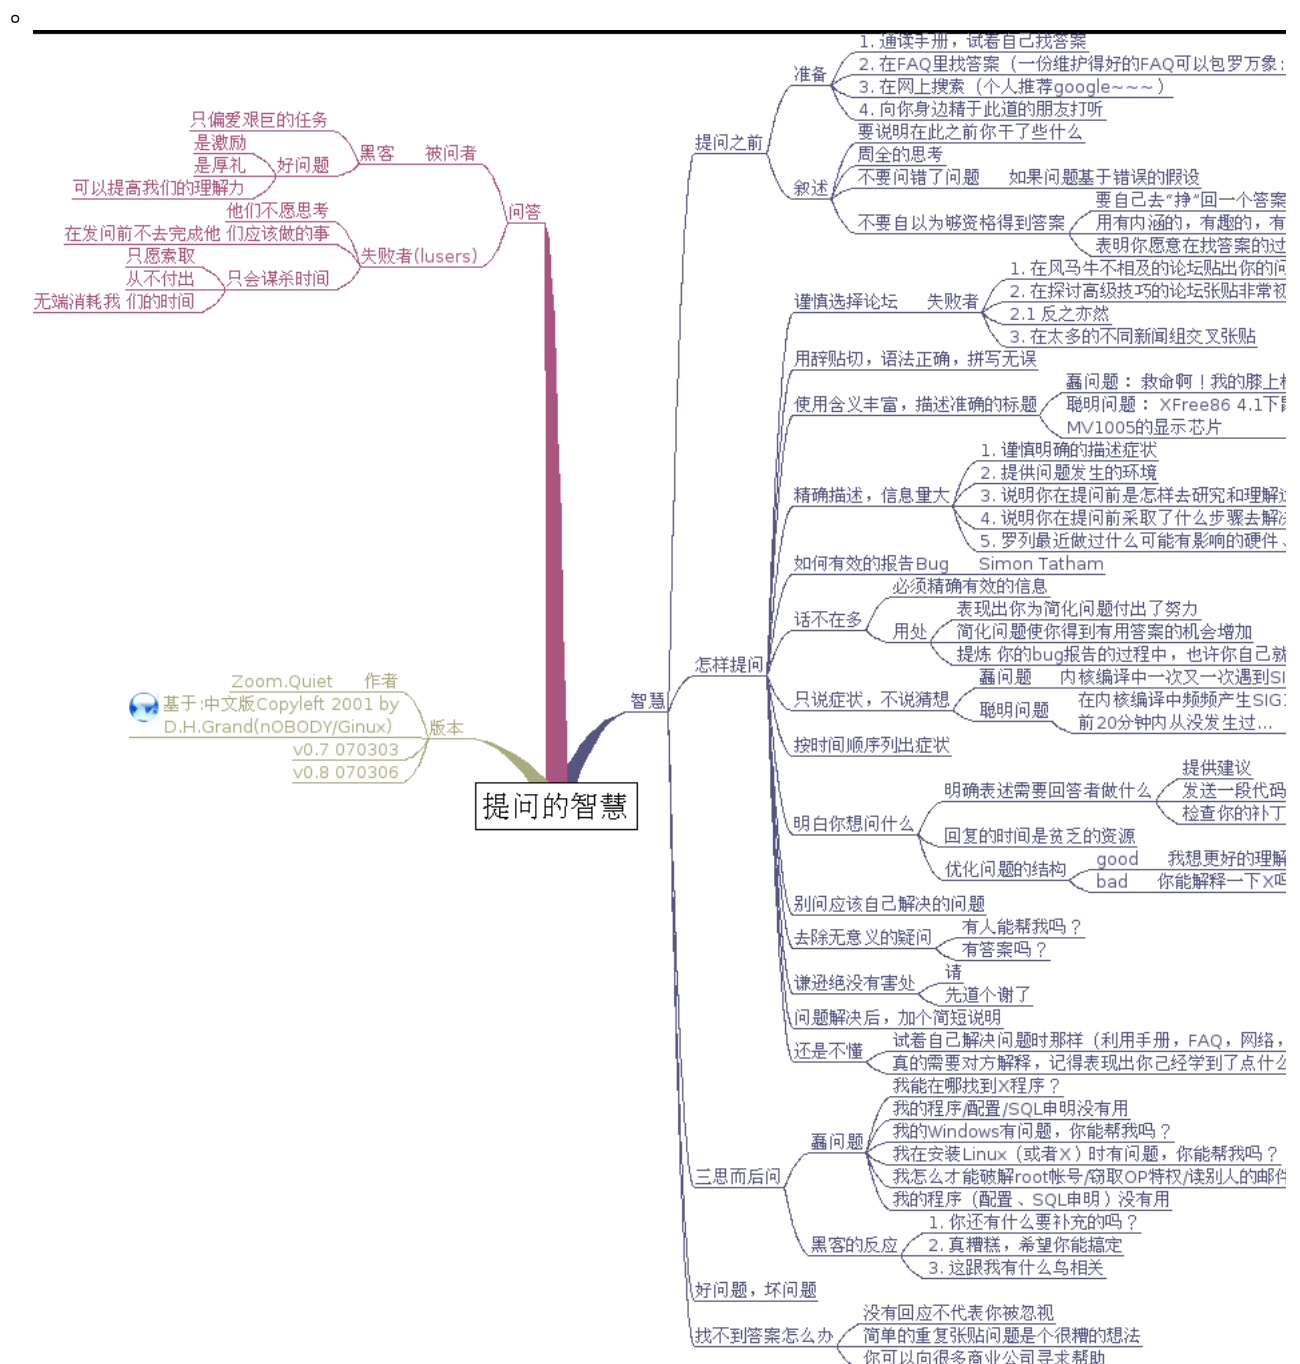 。
提问的智慧
问答
被问者
黑客
只偏爱艰巨的任务
好问题
是激励
是厚礼
可以提高我们的理解力
失败者(lusers)
他们不愿思考
在发问前不去完成他 们应该做的事
只会谋杀时间
只愿索取
从不付出
无端消耗我 们的时间
版本
Zoom.Quiet 作者
基于:中文版Copyleft 2001 by
D.H.Grand(nOBODY/Ginux)
v0.7 070303
v0.8 070306
智慧
提问之前
准备
1. 通读手册，试着自己找答案
2. 在FAQ里找答案（一份维护得好的FAQ可以包罗万象:
3. 在网上搜索（个人推荐google~~~）
4. 向你身边精于此道的朋友打听
叙述
要说明在此之前你干了些什么
周全的思考
不要问错了问题 如果问题基于错误的假设
不要自以为够资格得到答案
要自己去“挣”回一个答案
用有内涵的，有趣的，有
表明你愿意在找答案的过
怎样提问
谨慎选择论坛 失败者
1. 在风马牛不相及的论坛贴出你的问
2. 在探讨高级技巧的论坛张贴非常初
2.1 反之亦然
3. 在太多的不同新闻组交叉张贴
用辞贴切，语法正确，拼写无误
使用含义丰富，描述准确的标题
蠢问题： 救命啊！我的膝上
聪明问题： XFree86 4.1下
MV1005的显示芯片
精确描述，信息量大
1. 谨慎明确的描述症状
2. 提供问题发生的环境
3. 说明你在提问前是怎样去研究和理解
4. 说明你在提问前采取了什么步骤去解决
5. 罗列最近做过什么可能有影响的硬件、
如何有效的报告Bug Simon Tatham
话不在多
必须精确有效的信息
用处
表现出你为简化问题付出了努力
简化问题使你得到有用答案的机会增加
提炼 你的bug报告的过程中，也许你自己就
只说症状，不说猜想
蠢问题 内核编译中一次又一次遇到SI
聪明问题
在内核编译中频频产生SIG
前20分钟内从没发生过...
按时间顺序列出症状
明白你想问什么
明确表述需要回答者做什么
提供建议
发送一段代码
检查你的补丁
回复的时间是贫乏的资源
优化问题的结构
good 我想更好的理解
bad 你能解释一下X吗
别问应该自己解决的问题
去除无意义的疑问
有人能帮我吗？
有答案吗？
谦逊绝没有害处
请
先道个谢了
问题解决后，加个简短说明
还是不懂
试着自己解决问题时那样（利用手册，FAQ，网络，
真的需要对方解释，记得表现出你己经学到了点什么
三思而后问
蠢问题
我能在哪找到X程序？
我的程序/配置/SQL申明没有用
我的Windows有问题，你能帮我吗？
我在安装Linux（或者X）时有问题，你能帮我吗？
我怎么才能破解root帐号/窃取OP特权/读别人的邮件
我的程序（配置、SQL申明）没有用
黑客的反应
1. 你还有什么要补充的吗？
2. 真糟糕，希望你能搞定
3. 这跟我有什么鸟相关
好问题，坏问题
找不到答案怎么办
没有回应不代表你被忽视
简单的重复张贴问题是个很糟的想法
你可以向很多商业公司寻求帮助